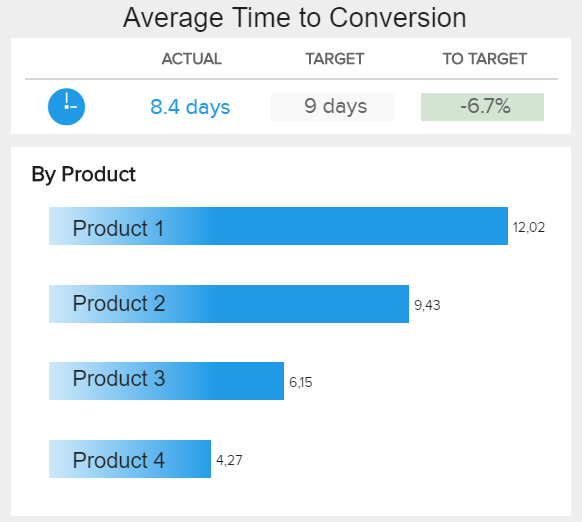 Average Time to Conversion
ACTUAL TARGET TO TARGET
8.4 days 9 days -6.7%
By Product
Product 1 12,02
Product 2 9,43
Product 3 6,15
Product 4 4,27